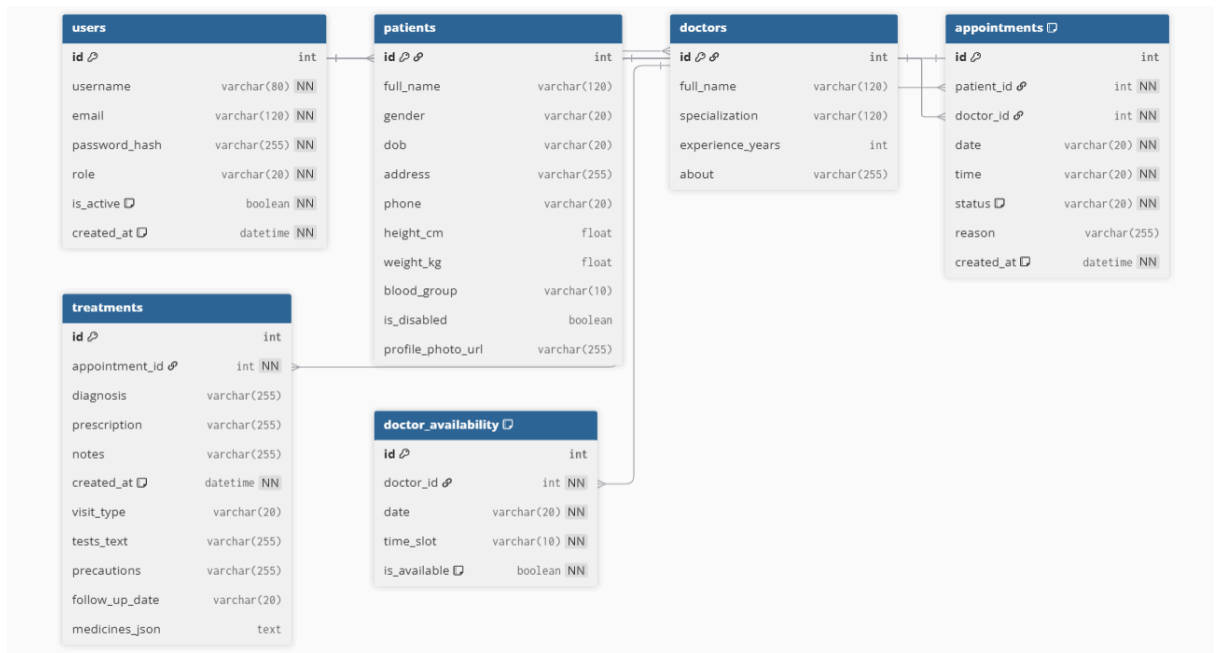 users
id int
username varchar(80) NN
email varchar(120) NN
password_hash varchar(255) NN
role varchar(20) NN
is_active boolean NN
created_at datetime NN
patients
id int
full_name varchar(120)
gender varchar(20)
dob varchar(20)
address varchar(255)
phone varchar(20)
height_cm float
weight_kg float
blood_group varchar(10)
is_disabled boolean
profile_photo_url varchar(255)
doctors
id int
full_name varchar(120)
specialization varchar(120)
experience_years int
about varchar(255)
appointments
id int
patient_id int NN
doctor_id int NN
date varchar(20) NN
time varchar(20) NN
status varchar(20) NN
reason varchar(255)
created_at datetime NN
treatments
id int
appointment_id int NN
diagnosis varchar(255)
prescription varchar(255)
notes varchar(255)
created_at datetime NN
visit_type varchar(20)
tests_text varchar(255)
precautions varchar(255)
follow_up_date varchar(20)
medicines_json text
doctor_availability
id int
doctor_id int NN
date varchar(20) NN
time_slot varchar(10) NN
is_available boolean NN